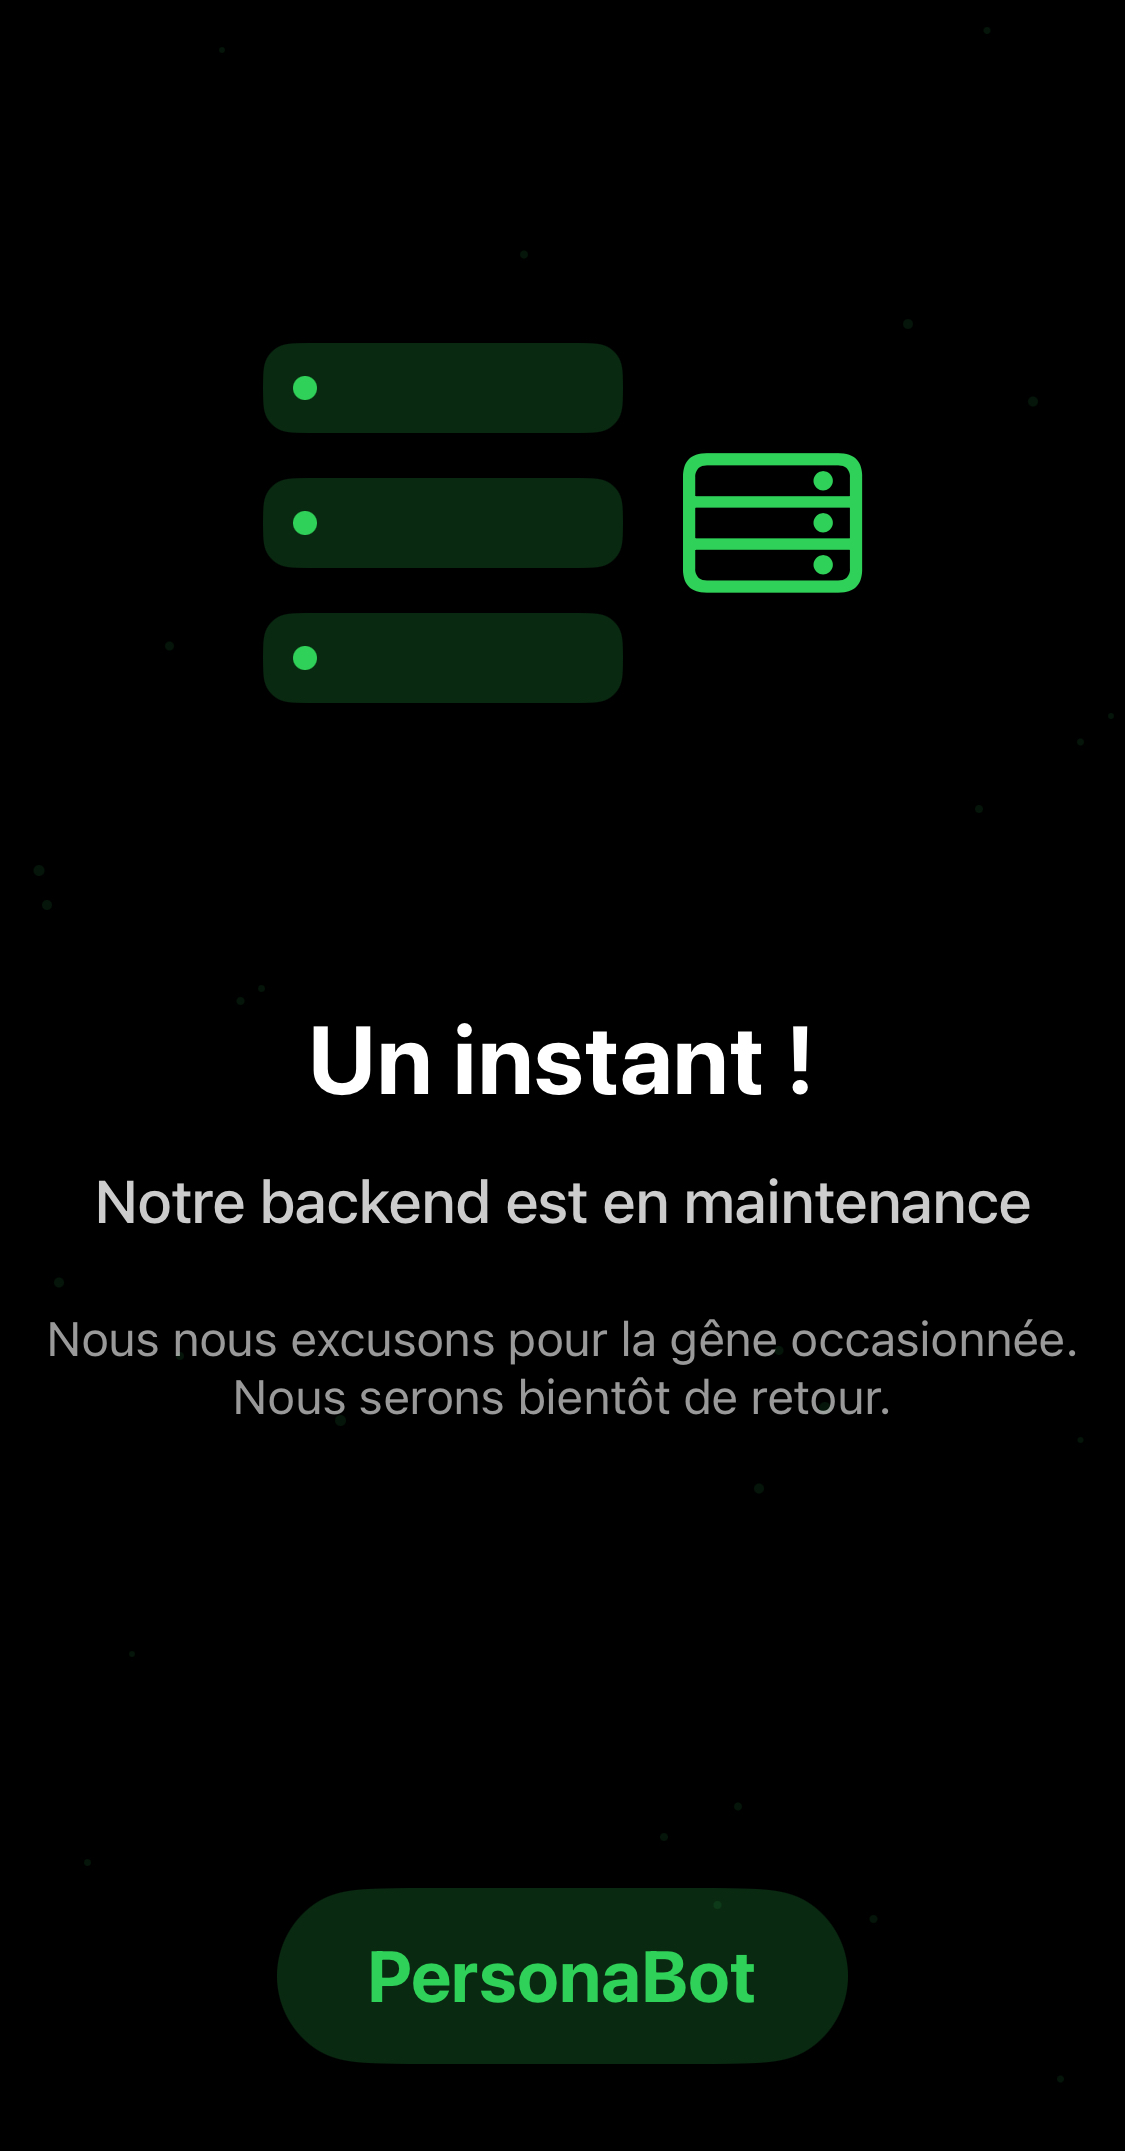 Un instant !
Notre backend est en maintenance
Nous nous excusons pour la gêne occasionnée.
Nous serons bientôt de retour.
PersonaBot